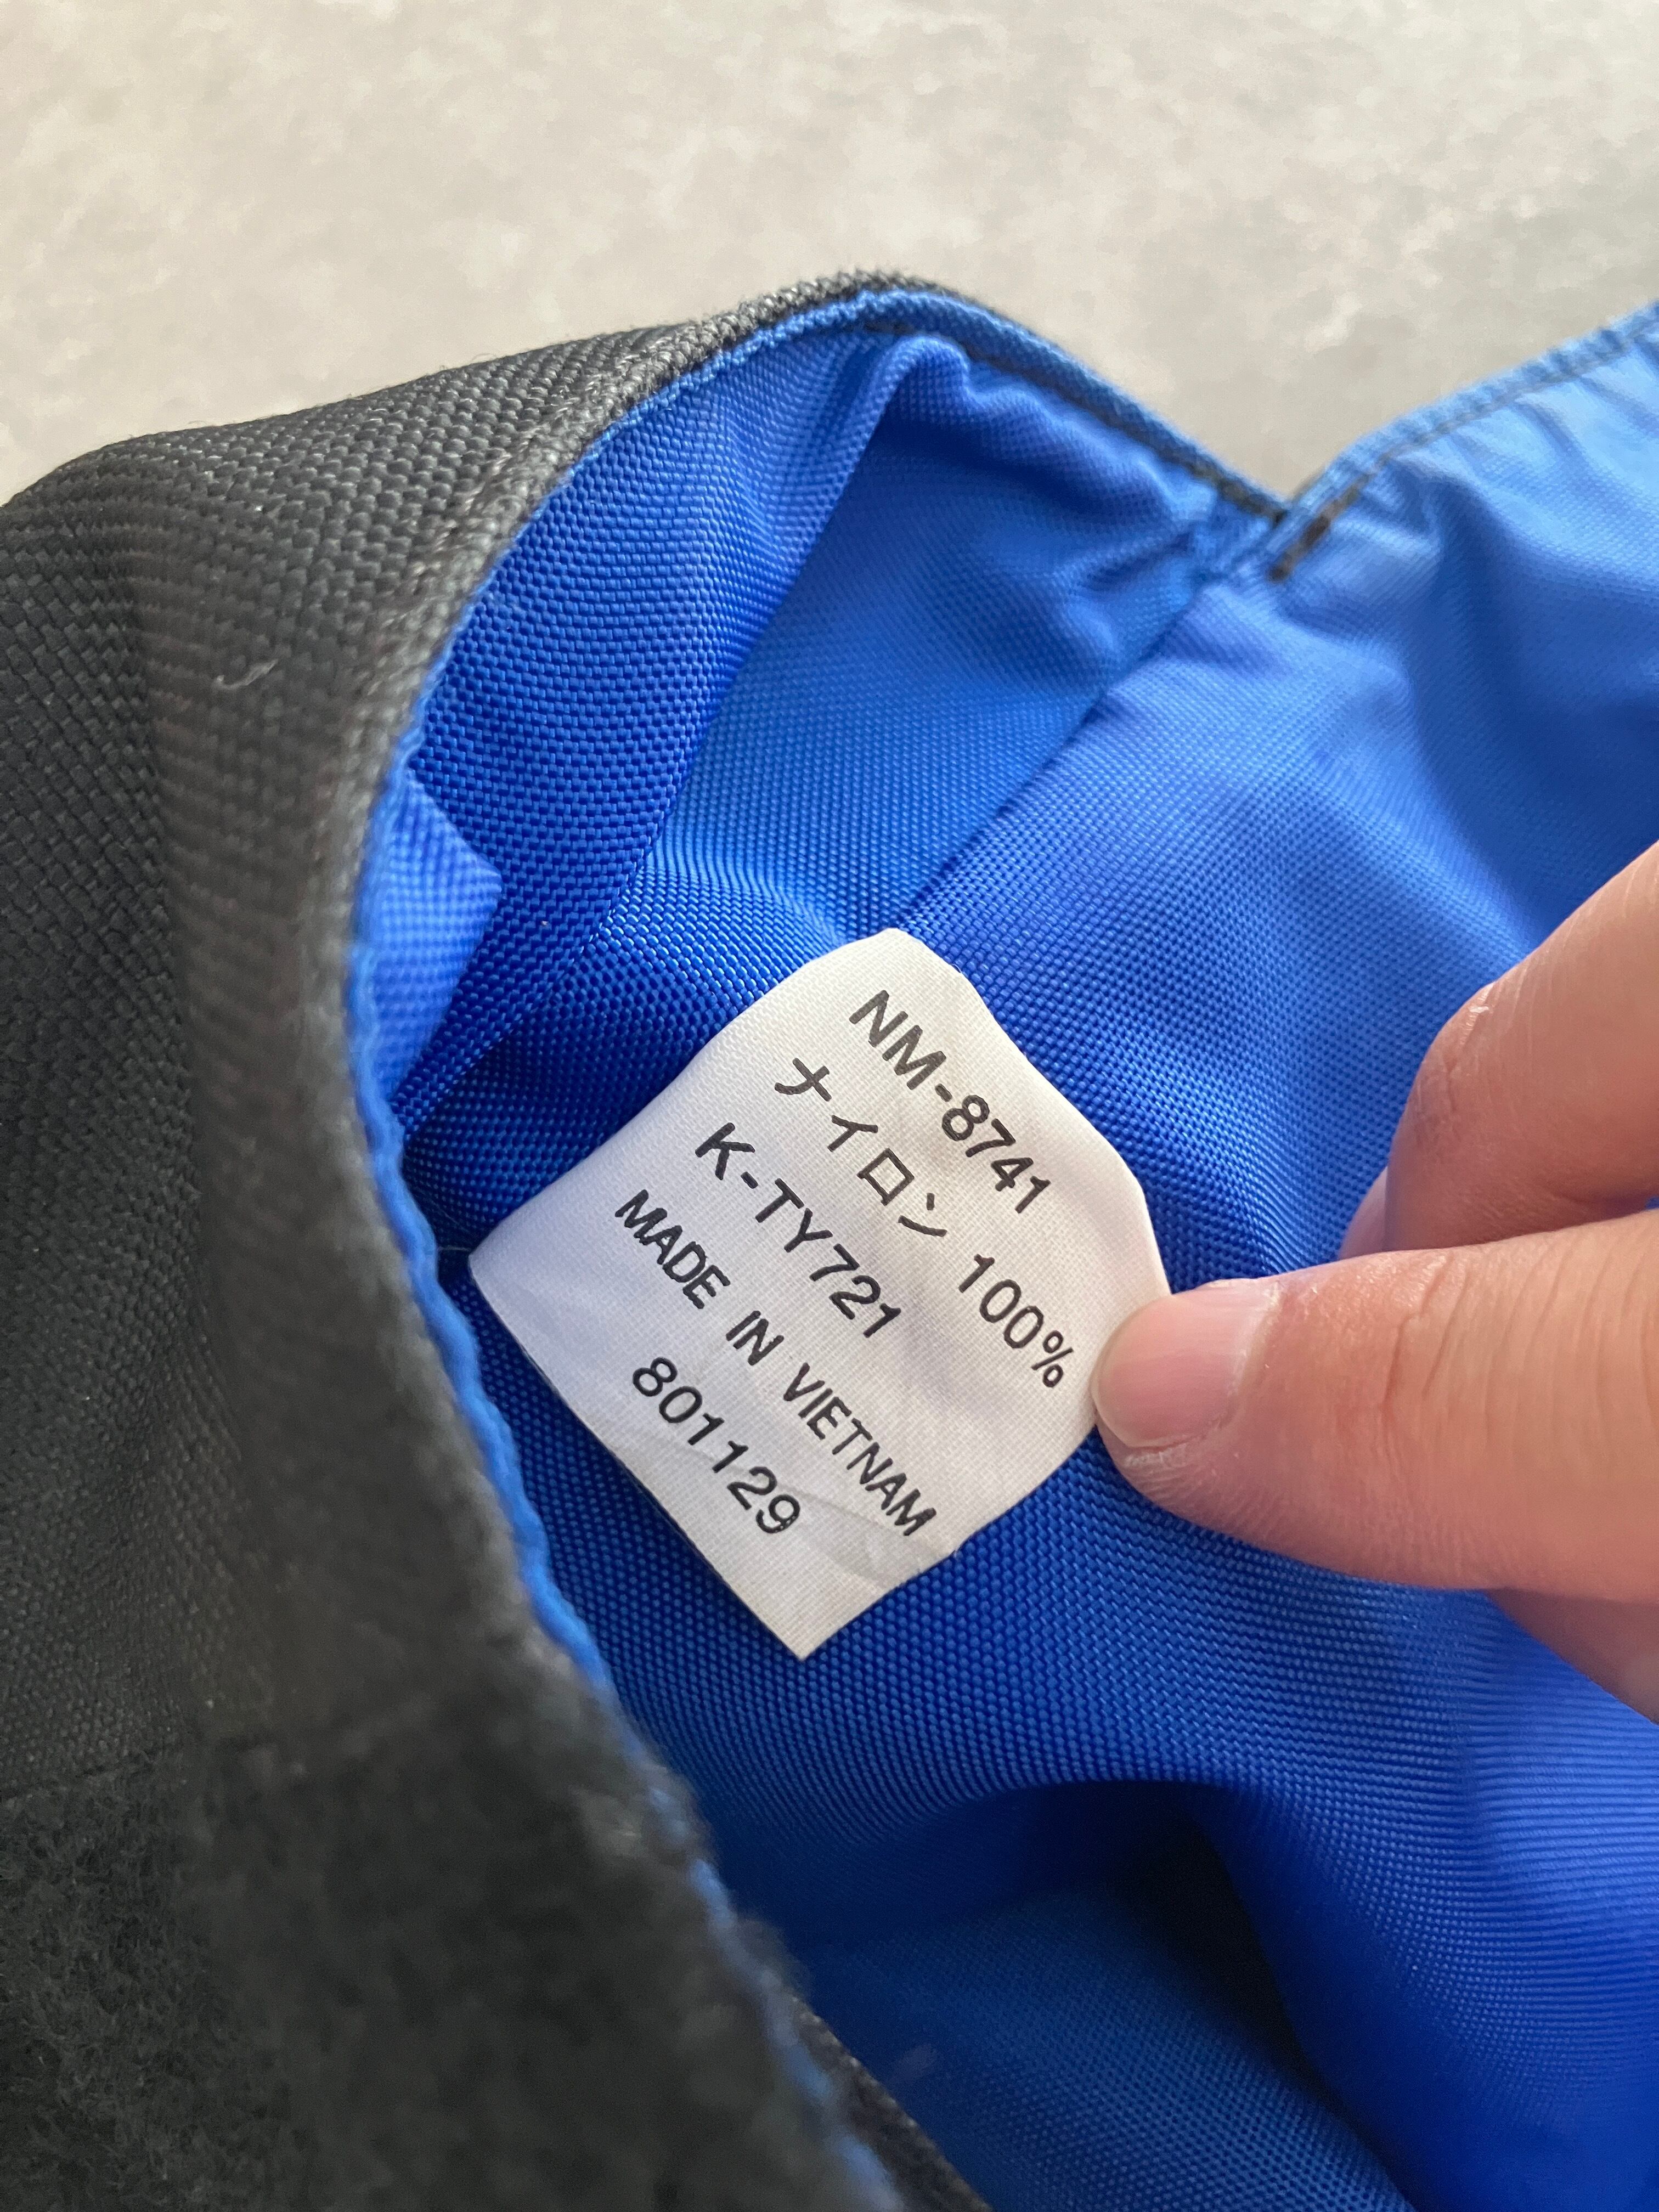 NM-8741
ナイロン 100%
K-TY721
MADE IN VIETNAM
801129